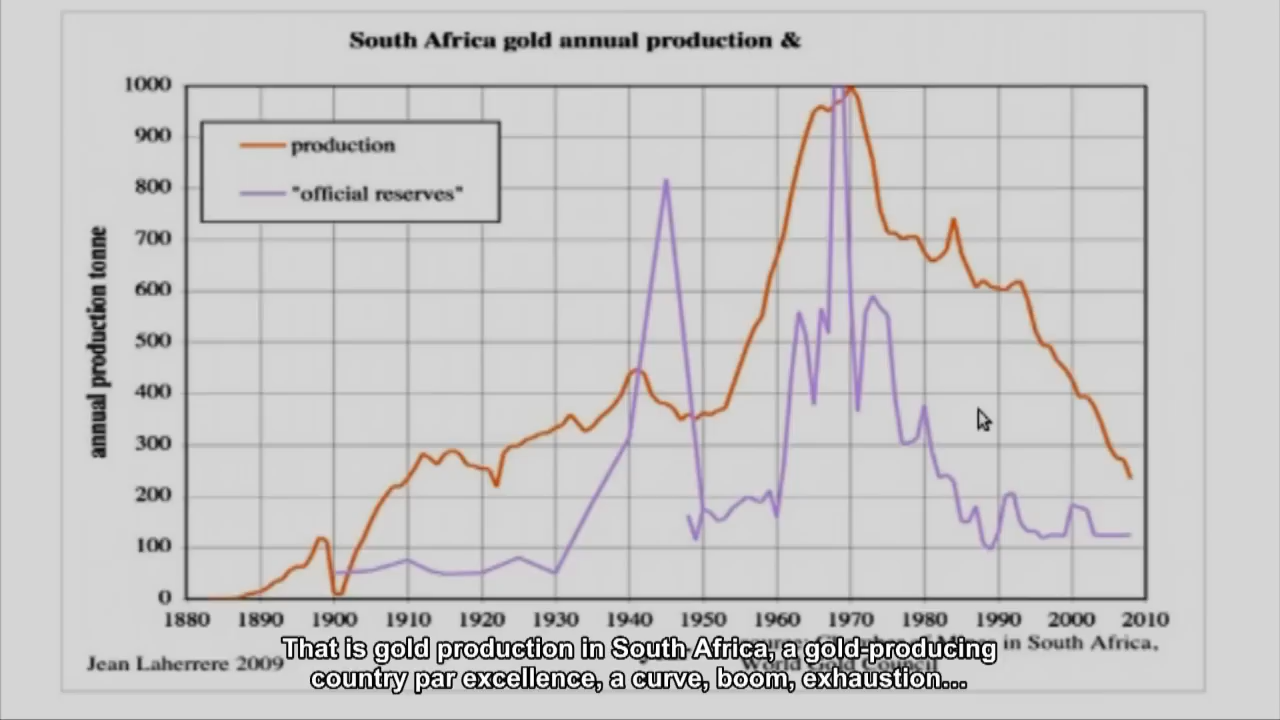 South Africa gold annual production &
1000
900
800
700
600
500
400
300
200
100
0
production
"official reserves"
annual production tonne
1880 1890 1900 1910 1920 1930 1940 1950 1960 1970 1980 1990 2000 2010
Jean Laherrere 2009
in South Africa,
World Gold Council
That is gold production in South Africa, a gold-producing
country par excellence, a curve, boom, exhaustion...